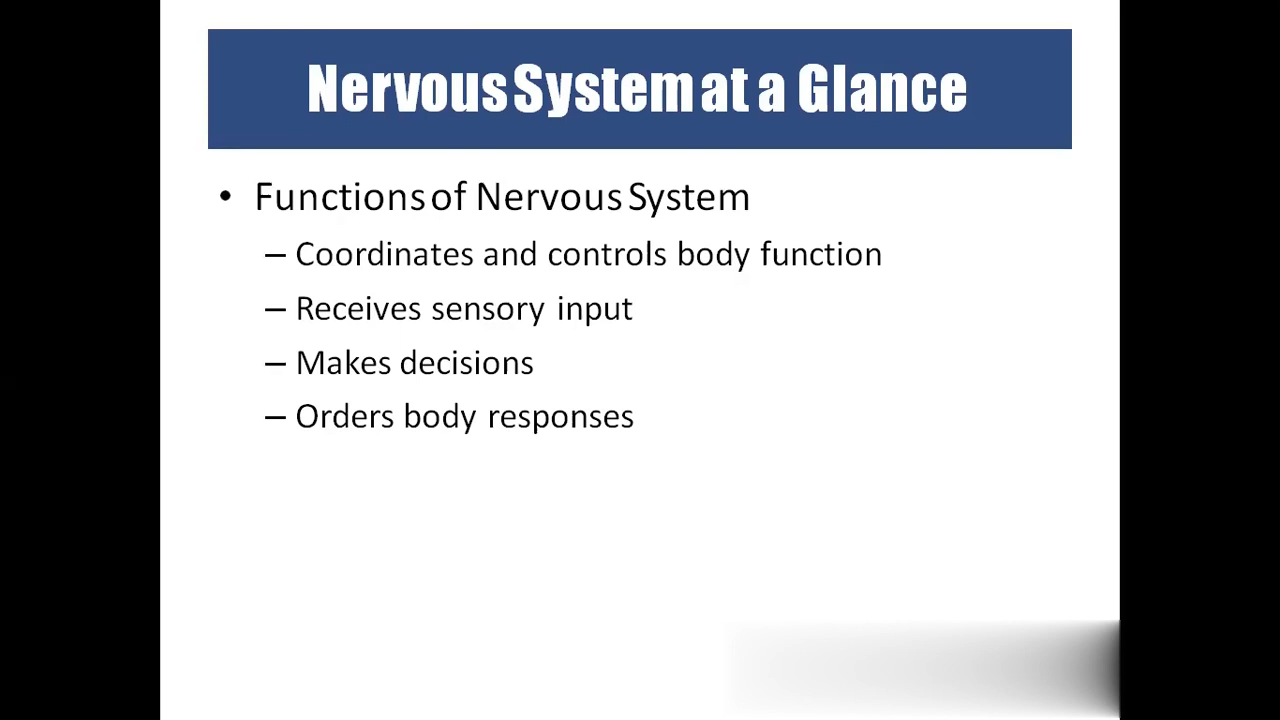 Nervous System at a Glance
• Functions of Nervous System
– Coordinates and controls body function
– Receives sensory input
– Makes decisions
– Orders body responses